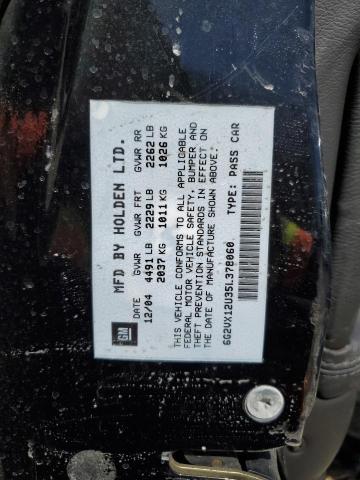 GM
MFD BY HOLDEN LTD.
DATE GVWR GVWR FRT GVWR RR
12/04 4491 LB 2229 LB 2262 LB
2037 KG 1011 KG 1026 KG
THIS VEHICLE CONFORMS TO ALL APPLICABLE
FEDERAL MOTOR VEHICLE SAFETY, BUMPER AND
THEFT PREVENTION STANDARDS IN EFFECT ON
THE DATE OF MANUFACTURE SHOWN ABOVE.
6G2VX12U35L378060 TYPE: PASS CAR